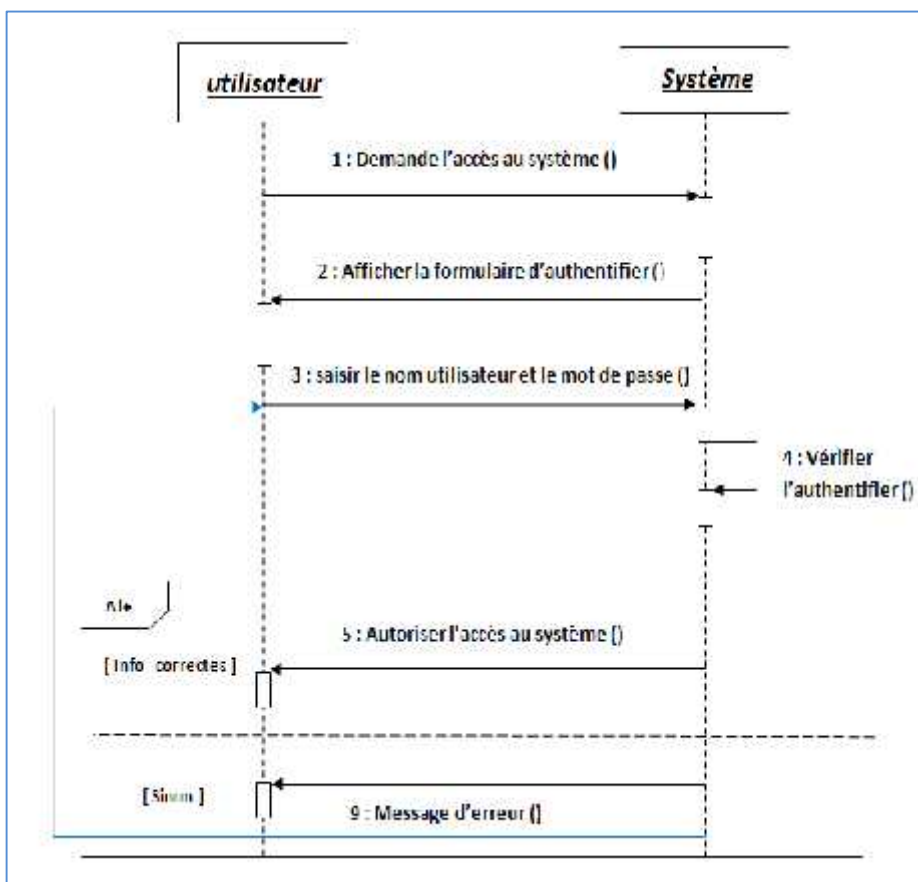 utilisateur
Système
1 : Demande l'accès au système ()
2 : Afficher la formulaire d'authentifier ()
3 : saisir le nom utilisateur et le mot de passe ()
4 : Vérifier
l'authentifier ()
5 : Autoriser l'accès au système ()
[ Info correctes ]
[ Sinon ]
9 : Message d'erreur ()